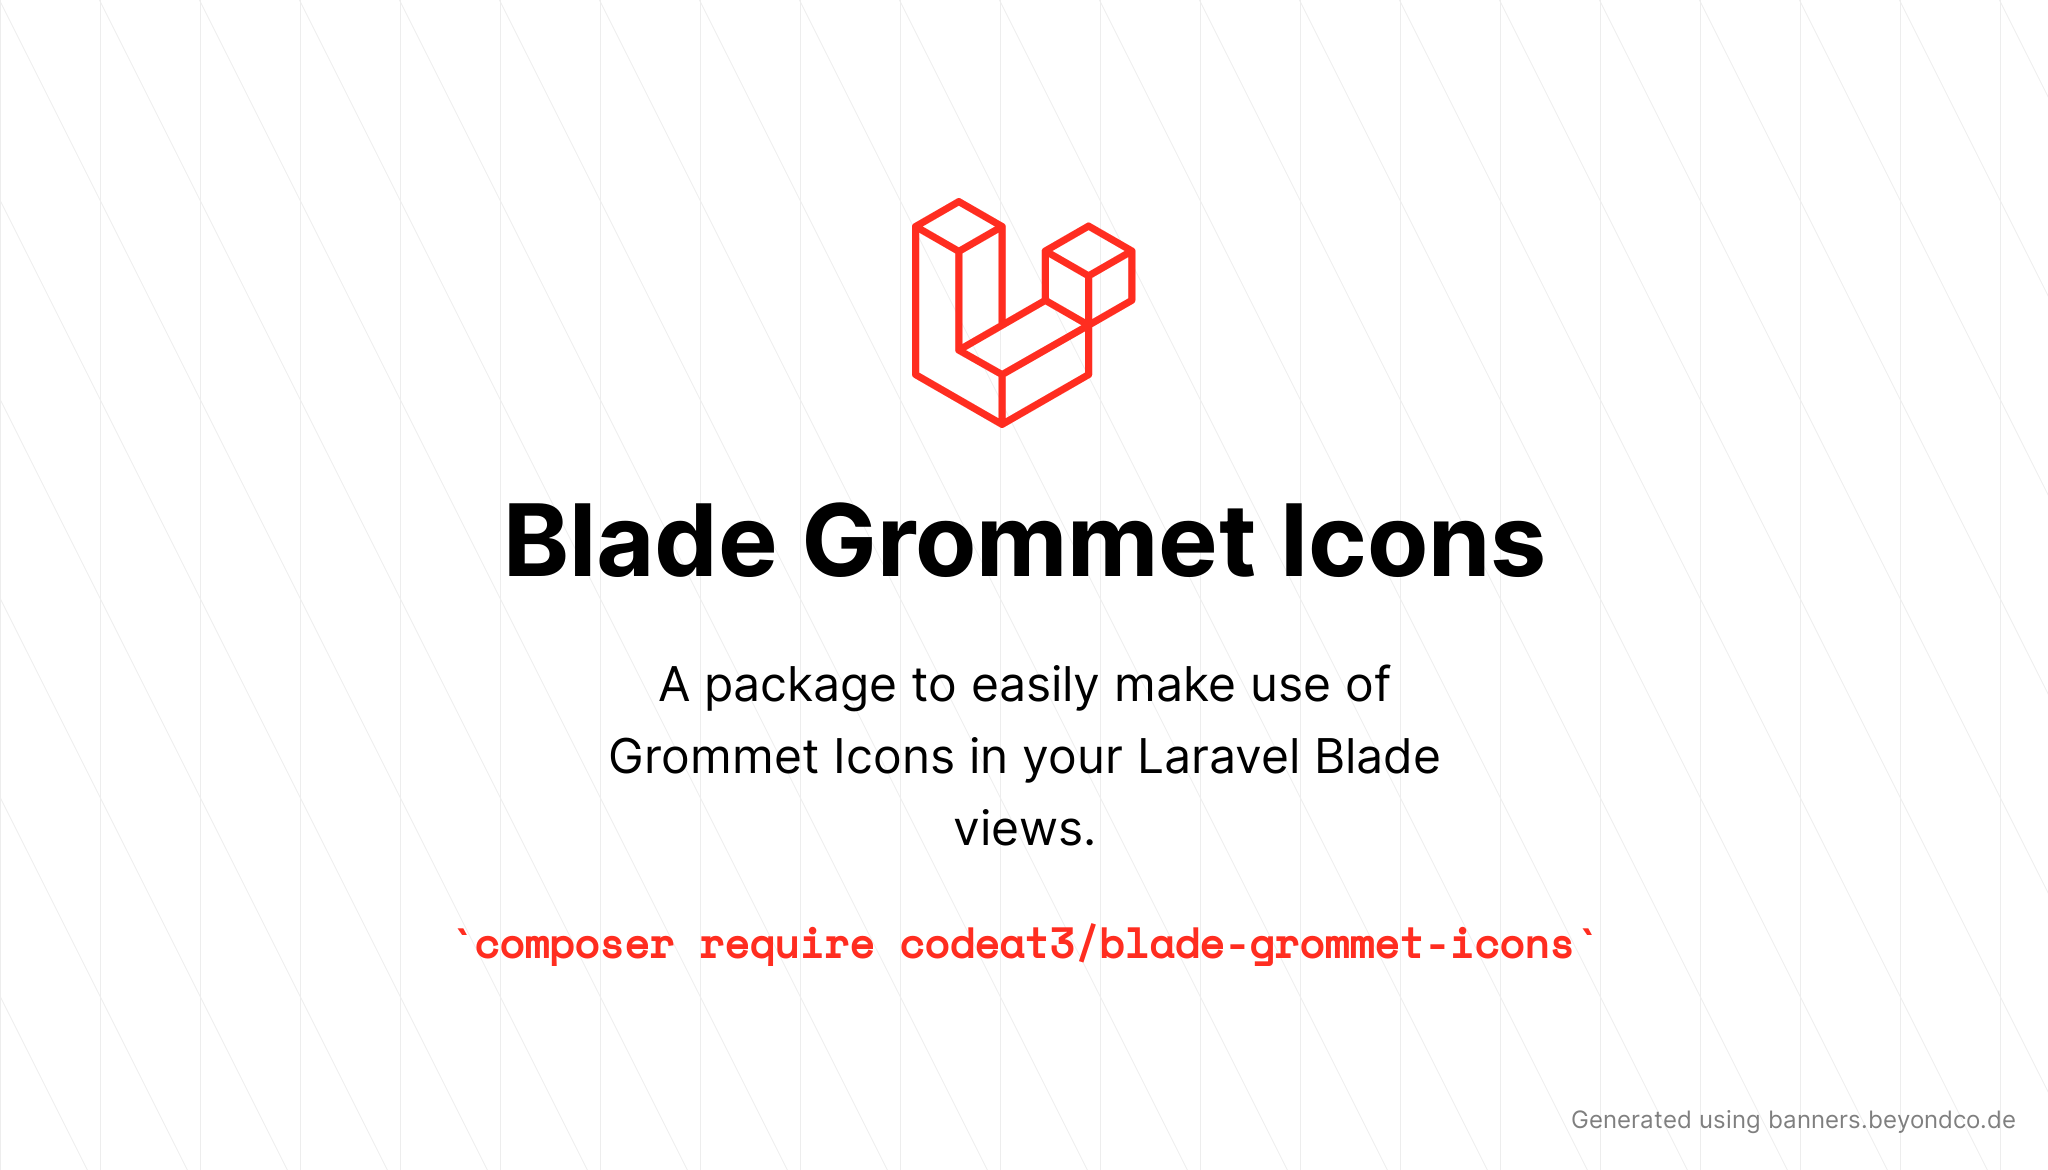 Blade Grommet Icons
A package to easily make use of
Grommet Icons in your Laravel Blade
views.
`composer require codeat3/blade-grommet-icons`
Generated using banners.beyondco.de